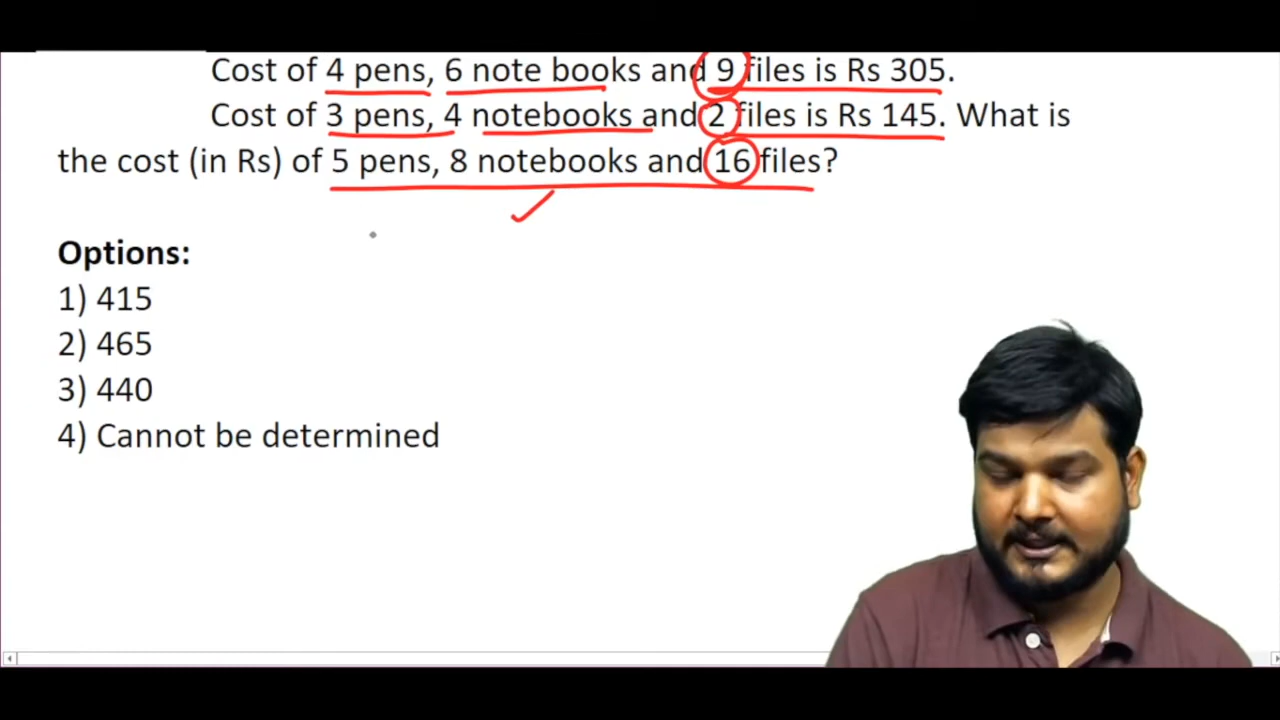 Cost of 4 pens, 6 note books and 9 files is Rs 305.
Cost of 3 pens, 4 notebooks and 2 files is Rs 145. What is
the cost (in Rs) of 5 pens, 8 notebooks and 16 files?
Options:
1) 415
2) 465
3) 440
4) Cannot be determined